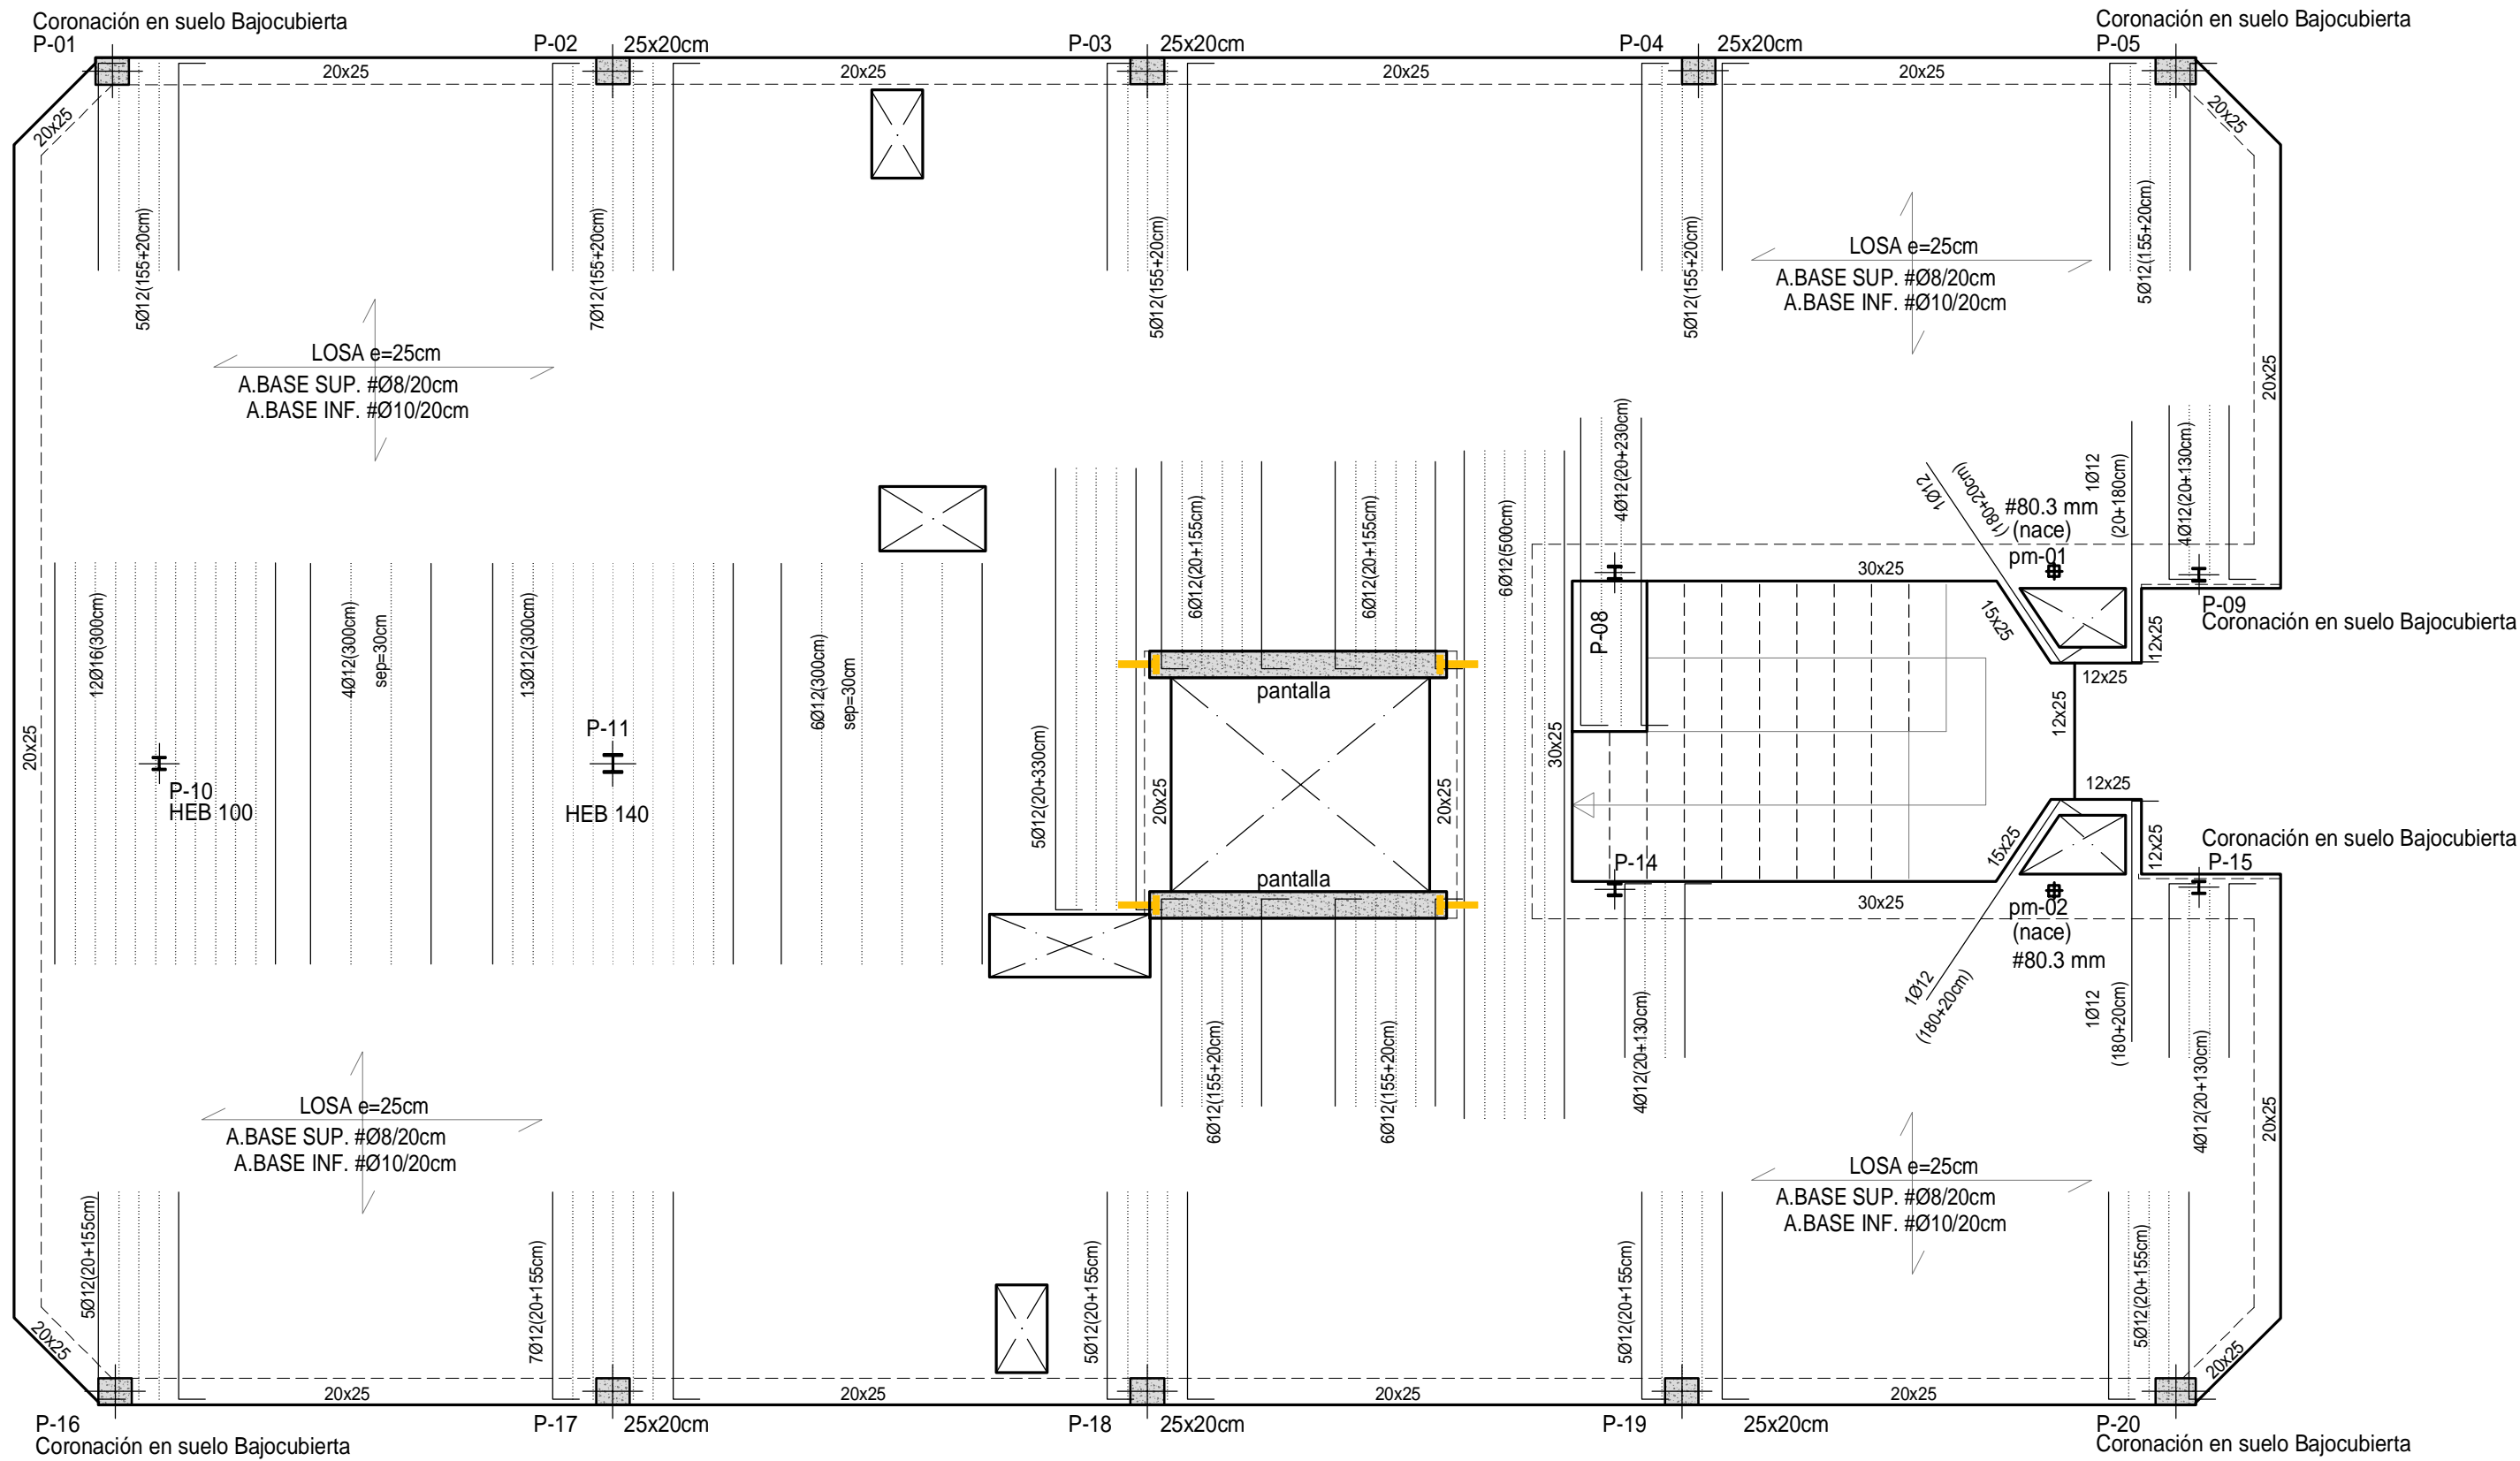 Coronación en suelo Bajocubierta
P-01
P-02
25x20cm
P-03
25x20cm
P-04
25x20cm
Coronación en suelo Bajocubierta
P-05
20x25
20x25
20x25
20x25
20x25
20x25
5Ø12(155+20cm)
7Ø12(155+20cm)
5Ø12(155+20cm)
5Ø12(155+20cm)
5Ø12(155+20cm)
LOSA e=25cm
A.BASE SUP. #Ø8/20cm
A.BASE INF. #Ø10/20cm
LOSA e=25cm
A.BASE SUP. #Ø8/20cm
A.BASE INF. #Ø10/20cm
20x25
4Ø12(20+230cm)
1Ø12
(180+20cm)
#80.3 mm
(nace)
pm-01
1Ø12
(20+180cm)
4Ø12(20+130cm)
6Ø12(20+155cm)
6Ø12(20+155cm)
6Ø12(500cm)
30x25
15x25
P-09
Coronación en suelo Bajocubierta
12x25
12x25
12x25
P-08
12Ø16(300cm)
4Ø12(300cm)
sep=30cm
13Ø12(300cm)
6Ø12(300cm)
sep=30cm
pantalla
20x25
P-11
HEB 140
P-10
HEB 100
5Ø12(20+330cm)
20x25
20x25
30x25
12x25
12x25
Coronación en suelo Bajocubierta
P-15
P-14
15x25
pantalla
30x25
pm-02
(nace)
#80.3 mm
1Ø12
(180+20cm)
1Ø12
(180+20cm)
4Ø12(20+130cm)
4Ø12(20+130cm)
6Ø12(155+20cm)
6Ø12(155+20cm)
20x25
LOSA e=25cm
A.BASE SUP. #Ø8/20cm
A.BASE INF. #Ø10/20cm
LOSA e=25cm
A.BASE SUP. #Ø8/20cm
A.BASE INF. #Ø10/20cm
5Ø12(20+155cm)
7Ø12(20+155cm)
5Ø12(20+155cm)
5Ø12(20+155cm)
5Ø12(20+155cm)
20x25
20x25
20x25
20x25
20x25
20x25
P-16
Coronación en suelo Bajocubierta
P-17
25x20cm
P-18
25x20cm
P-19
25x20cm
P-20
Coronación en suelo Bajocubierta